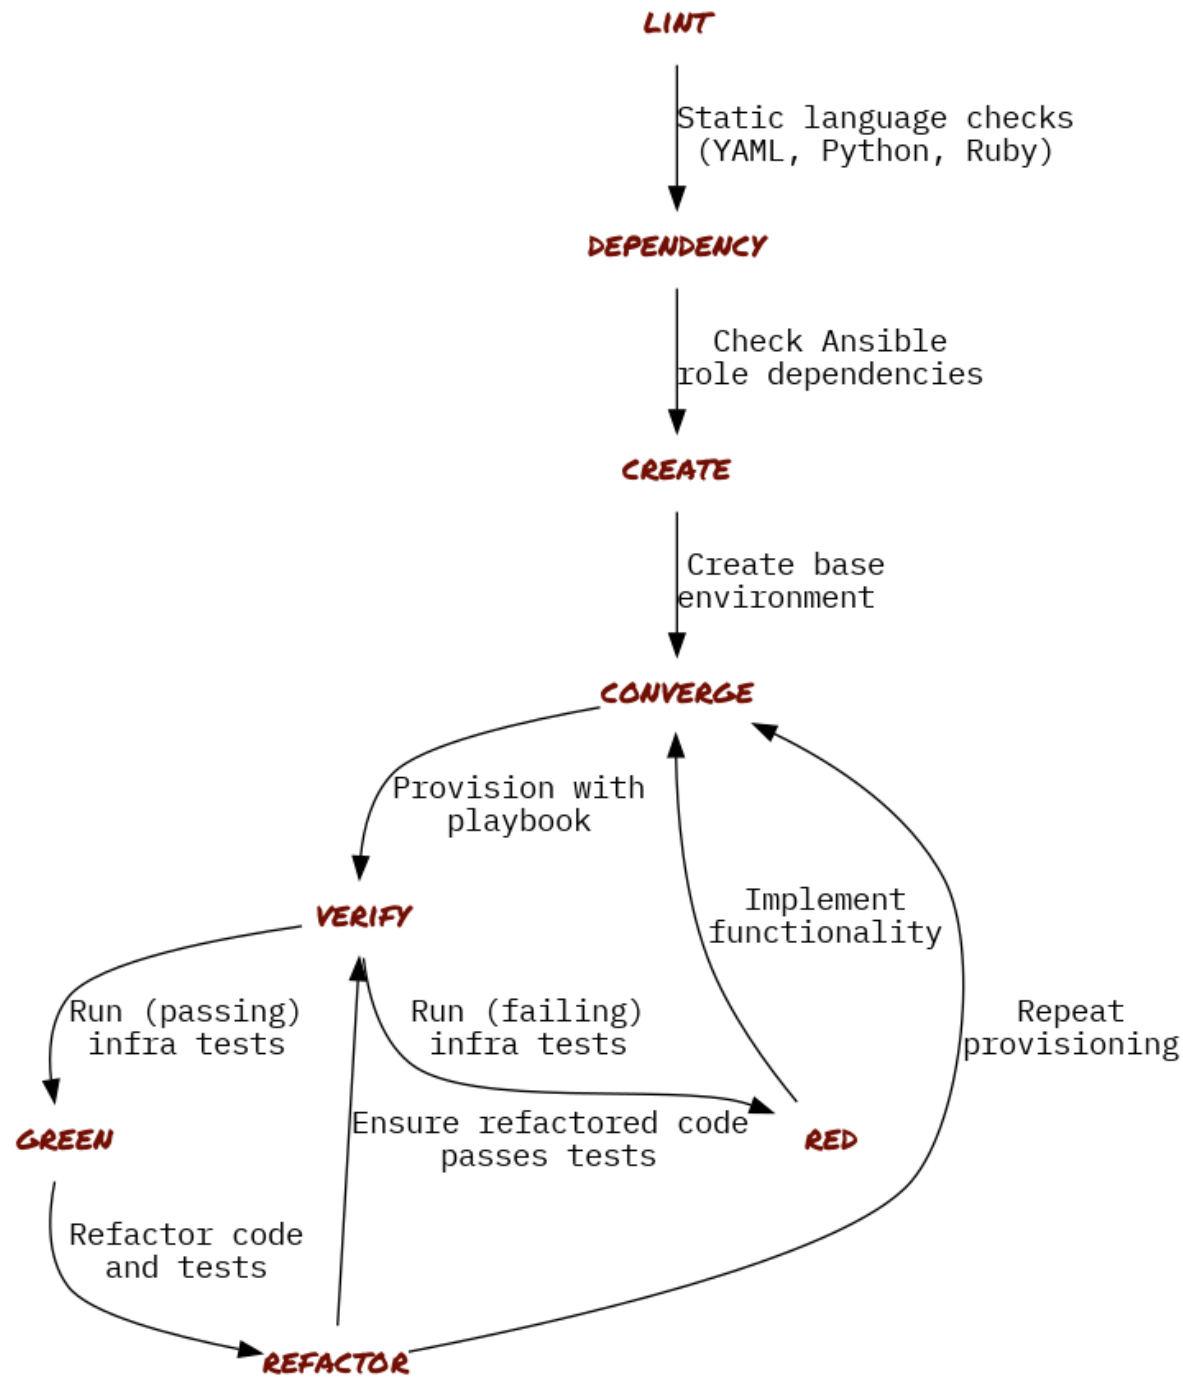 LINT
Static language checks
(YAML, Python, Ruby)
DEPENDENCY
Check Ansible
role dependencies
CREATE
Create base
environment
CONVERGE
Provision with
playbook
Implement
functionality
VERIFY
Run (passing)
infra tests
Run (failing)
infra tests
Repeat
provisioning
Ensure refactored code
passes tests
GREEN
RED
Refactor code
and tests
REFACTOR